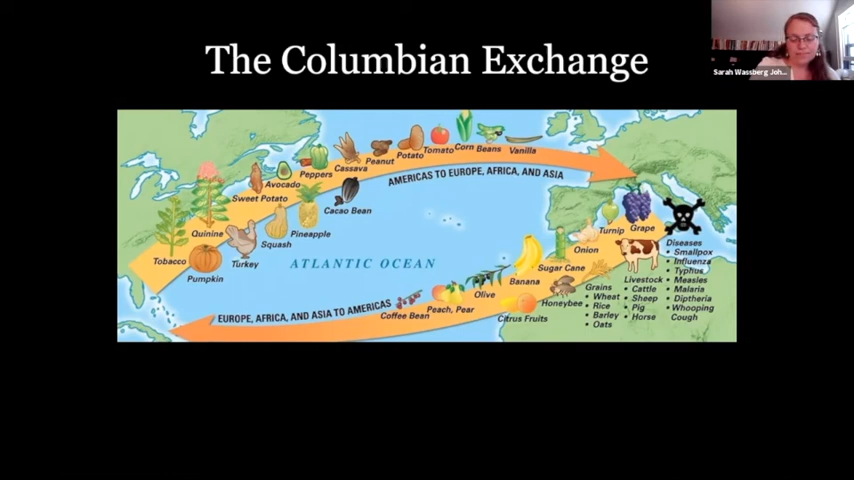 The Columbian Exchange
Sarah Wassberg Joh...
Tobacco
Quinine
Pumpkin
Turkey
Sweet Potato
Squash
Avocado
Pineapple
Peppers
Cassava
Cacao Bean
Peanut
Potato
Tomato
Corn
Beans
Vanilla
AMERICAS TO EUROPE, AFRICA, AND ASIA
ATLANTIC OCEAN
EUROPE, AFRICA, AND ASIA TO AMERICAS
Coffee Bean
Peach, Pear
Olive
Banana
Citrus Fruits
Sugar Cane
Honeybee
Onion
Turnip
Grape
Grains
• Wheat
• Rice
• Barley
• Oats
Livestock
• Cattle
• Sheep
• Pig
• Horse
Diseases
• Smallpox
• Influenza
• Typhus
• Measles
• Malaria
• Diptheria
• Whooping
Cough